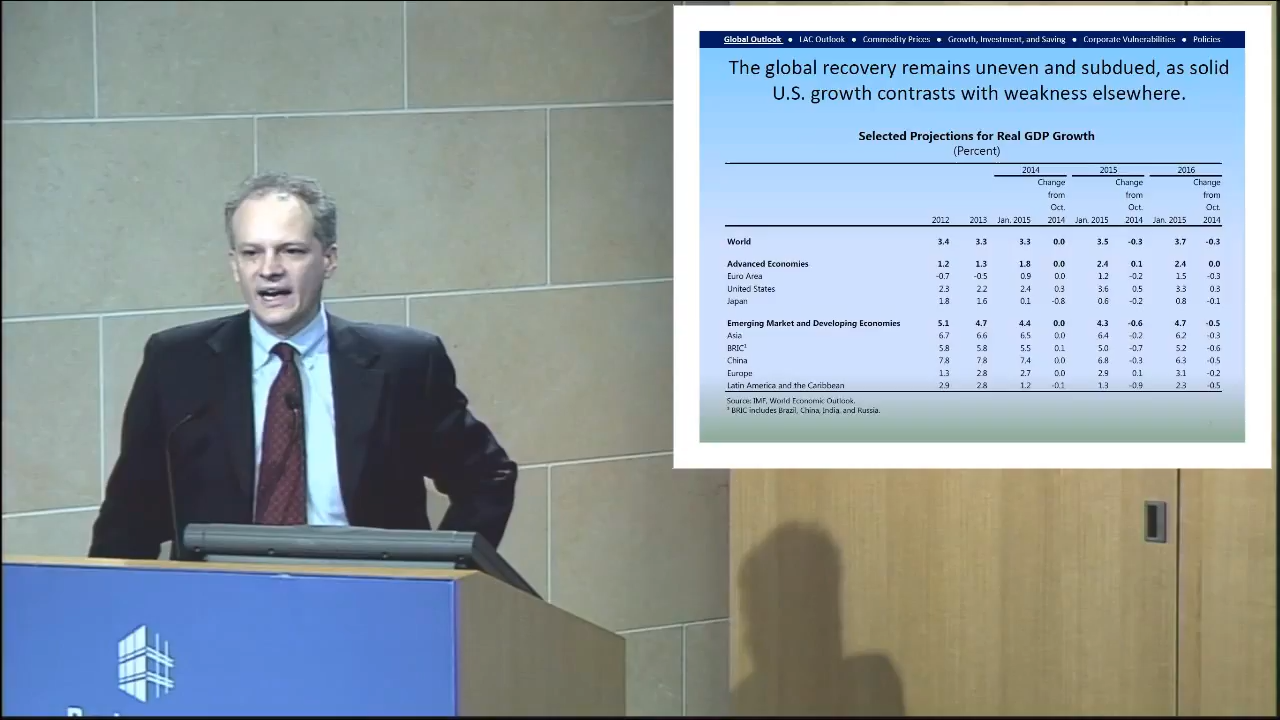 Global Outlook ● LAC Outlook ● Commodity Prices ● Growth, Investment, and Saving ● Corporate Vulnerabilities ● Policies
The global recovery remains uneven and subdued, as solid
U.S. growth contrasts with weakness elsewhere.
Selected Projections for Real GDP Growth
(Percent)
2014 2015 2016
Change Change Change
from from from
Oct. Oct. Oct.
2012 2013 Jan. 2015 2014 Jan. 2015 2014 Jan. 2015 2014
World 3.4 3.3 3.3 0.0 3.5 -0.3 3.7 -0.3
Advanced Economies 1.2 1.3 1.8 0.0 2.4 0.1 2.4 0.0
Euro Area -0.7 -0.5 0.9 0.0 1.2 -0.2 1.5 -0.3
United States 2.3 2.2 2.4 0.3 3.6 0.5 3.3 0.3
Japan 1.8 1.6 0.1 -0.8 0.6 -0.2 0.8 -0.1
Emerging Market and Developing Economies 5.1 4.7 4.4 0.0 4.3 -0.6 4.7 -0.5
Asia 6.7 6.6 6.5 0.0 6.4 -0.2 6.2 -0.3
BRIC¹ 5.8 5.8 5.5 0.1 5.0 -0.7 5.2 -0.6
China 7.8 7.8 7.4 0.0 6.8 -0.3 6.3 -0.5
Europe 1.3 2.8 2.7 0.0 2.9 0.1 3.1 -0.2
Latin America and the Caribbean 2.9 2.8 1.2 -0.1 1.3 -0.9 2.3 -0.5
Source: IMF, World Economic Outlook.
¹ BRIC includes Brazil, China, India, and Russia.